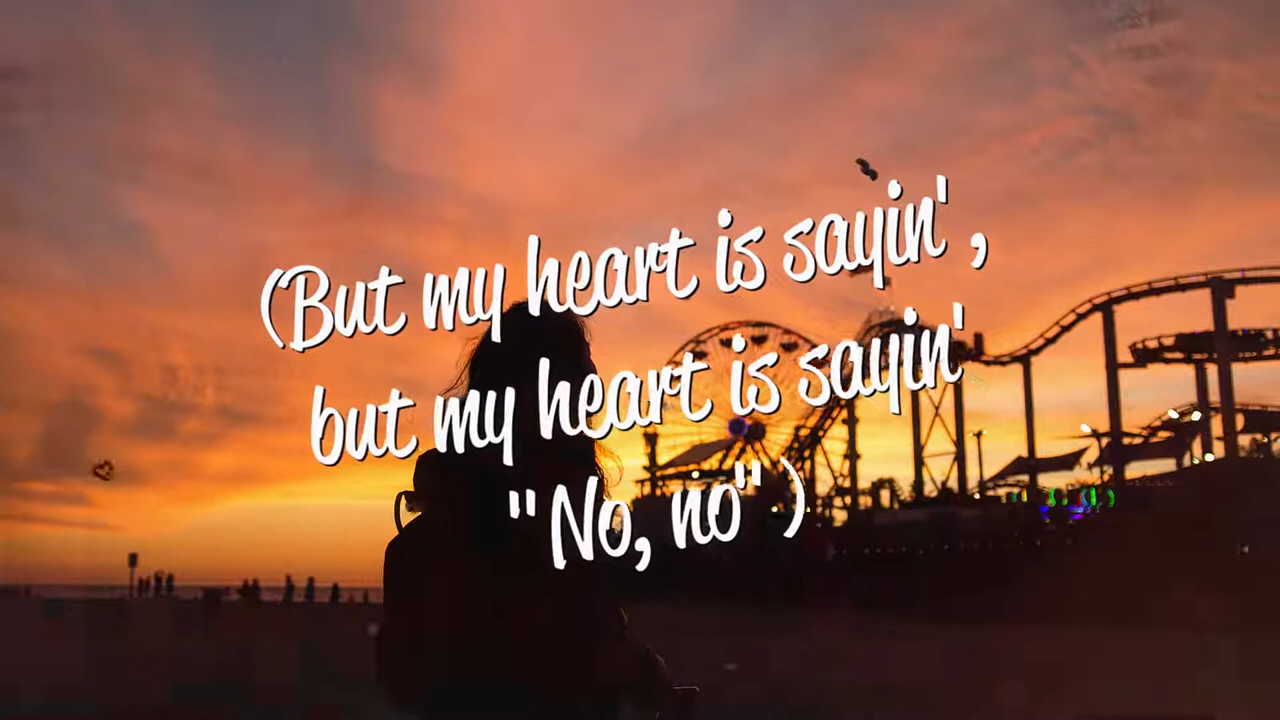 (But my heart is sayin',
but my heart is sayin'
"No, no")